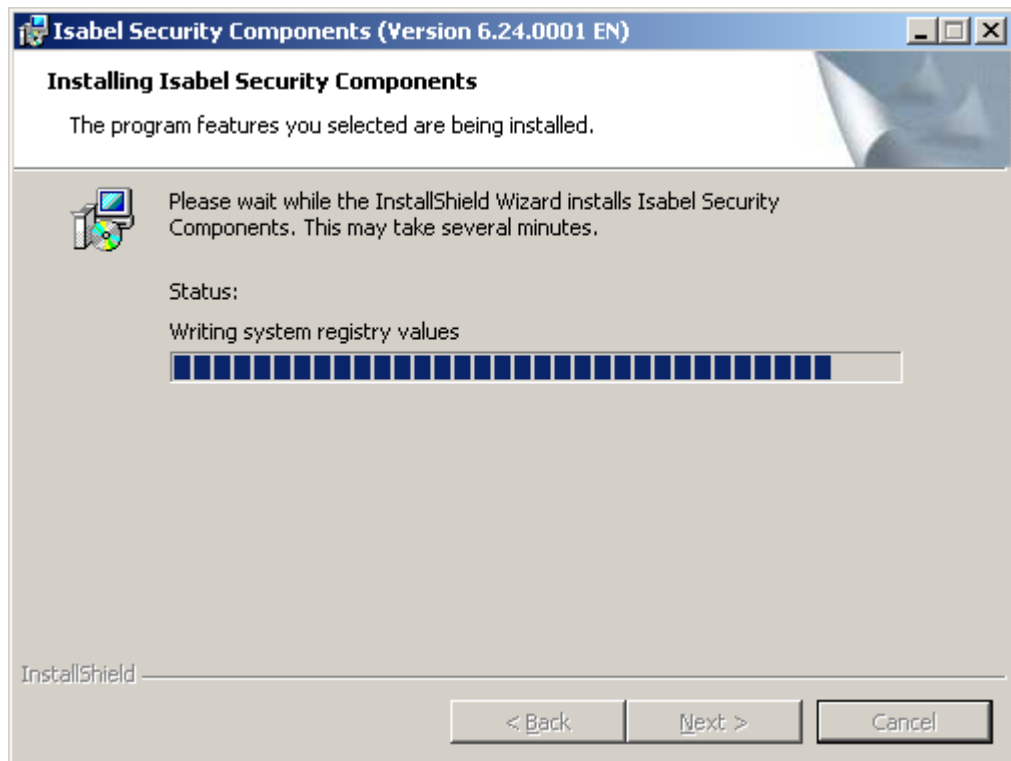 Isabel Security Components (Version 6.24.0001 EN)
Installing Isabel Security Components
The program features you selected are being installed.
Please wait while the InstallShield Wizard installs Isabel Security
Components. This may take several minutes.
Status:
Writing system registry values
InstallShield
< Back
Next >
Cancel